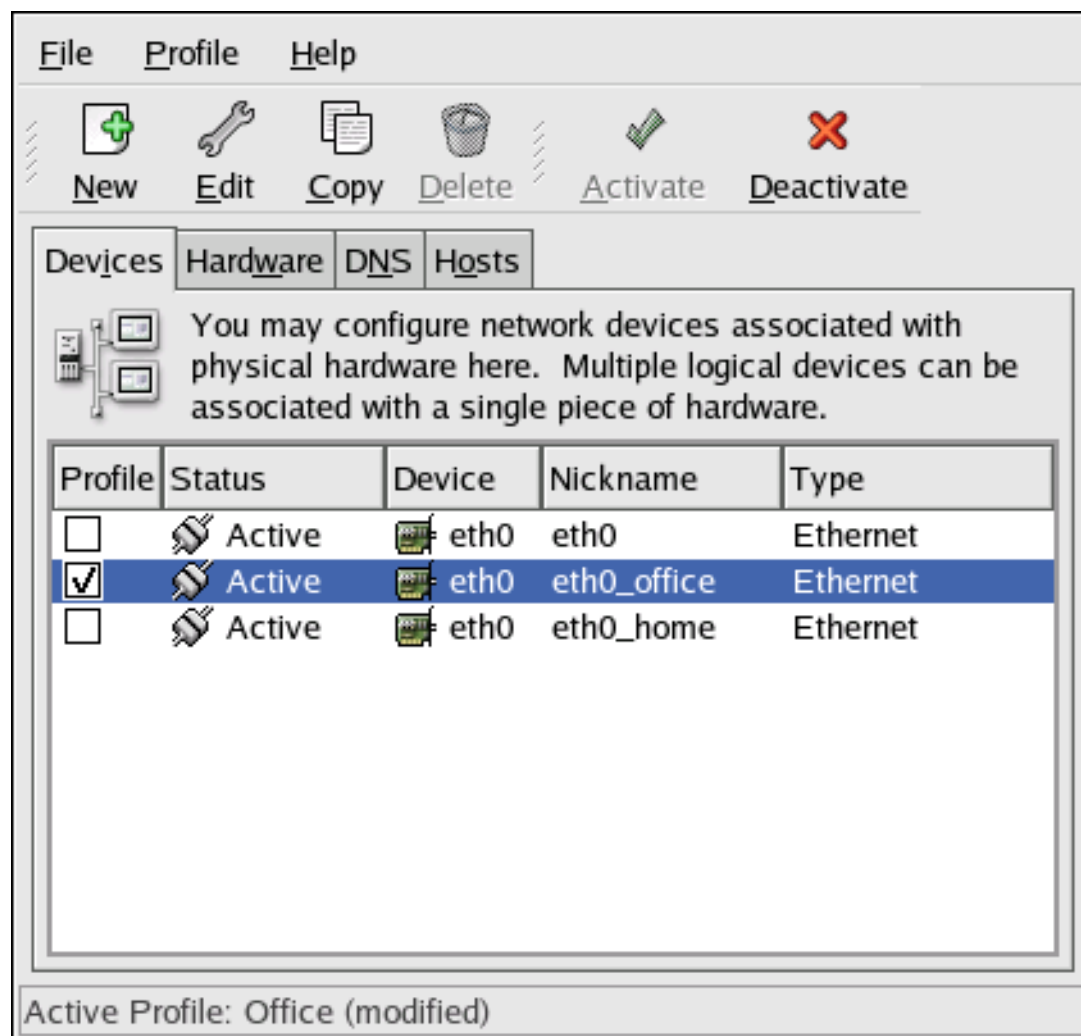 File Profile Help
New Edit Copy Delete Activate Deactivate
Devices Hardware DNS Hosts
You may configure network devices associated with
physical hardware here.  Multiple logical devices can be
associated with a single piece of hardware.
Profile Status Device Nickname Type
Active eth0 eth0 Ethernet
Active eth0 eth0_office Ethernet
Active eth0 eth0_home Ethernet
Active Profile: Office (modified)